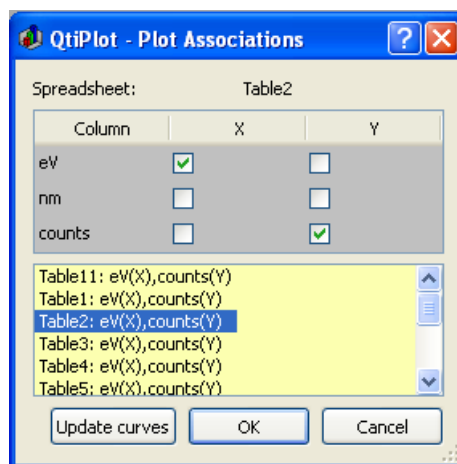 QtiPlot - Plot Associations
Spreadsheet: Table2
Column X Y
eV
nm
counts
Table11: eV(X),counts(Y)
Table1: eV(X),counts(Y)
Table2: eV(X),counts(Y)
Table3: eV(X),counts(Y)
Table4: eV(X),counts(Y)
Table5: eV(X),counts(Y)
Update curves OK Cancel